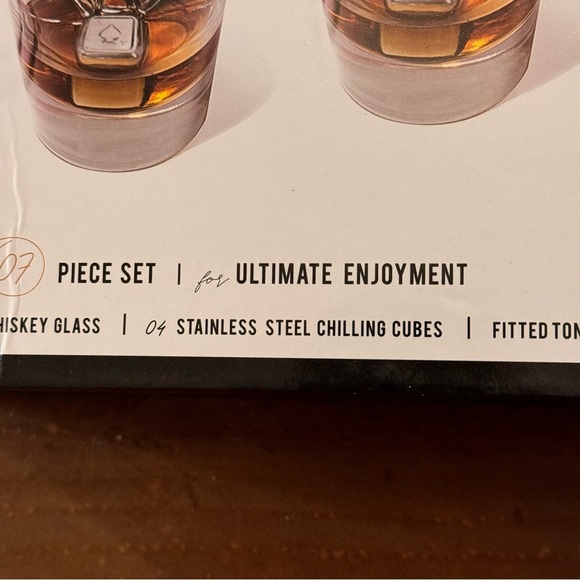 07 PIECE SET | for ULTIMATE ENJOYMENT
HISKEY GLASS | 04 STAINLESS STEEL CHILLING CUBES | FITTED TON